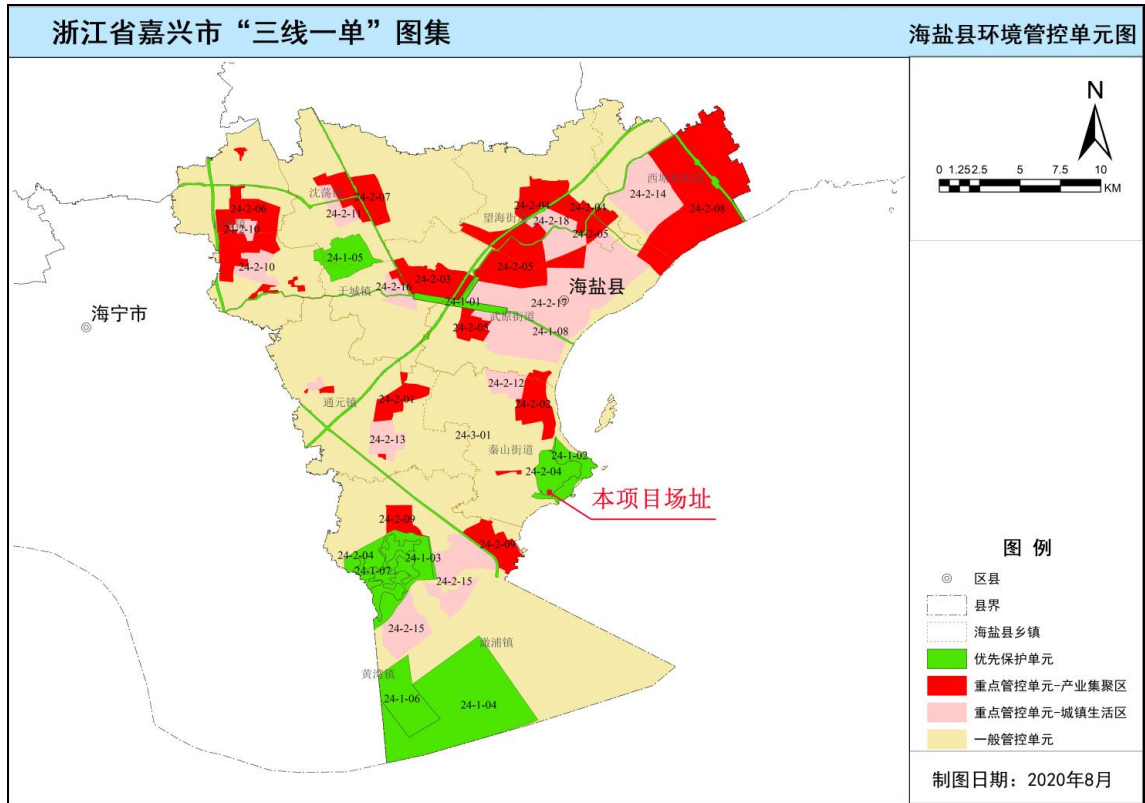 浙江省嘉兴市“三线一单”图集
海盐县环境管控单元图
N
0 1.252.5 5 7.5 10
KM
西塘桥街道
24-2-14
24-2-08
沈荡镇
24-2-07
24-2-11
24-2-06
24-2-10
24-2-10
24-1-05
望海街
24-2-04
24-2-04
24-2-18
24-2-05
24-2-05
24-2-03
24-2-16
于城镇
24-1-01
海盐县
24-2-17
武原街道
24-2-05
24-1-08
海宁市
24-2-12
24-2-01
24-2-02
通元镇
24-2-13
24-3-01
秦山街道
24-1-02
24-2-04
本项目场址
24-2-09
24-2-09
24-2-04
24-1-03
24-1-07
24-2-15
24-2-15
澉浦镇
黄湾镇
24-1-06
24-1-04
图 例
区县
县界
海盐县乡镇
优先保护单元
重点管控单元-产业集聚区
重点管控单元-城镇生活区
一般管控单元
制图日期：2020年8月